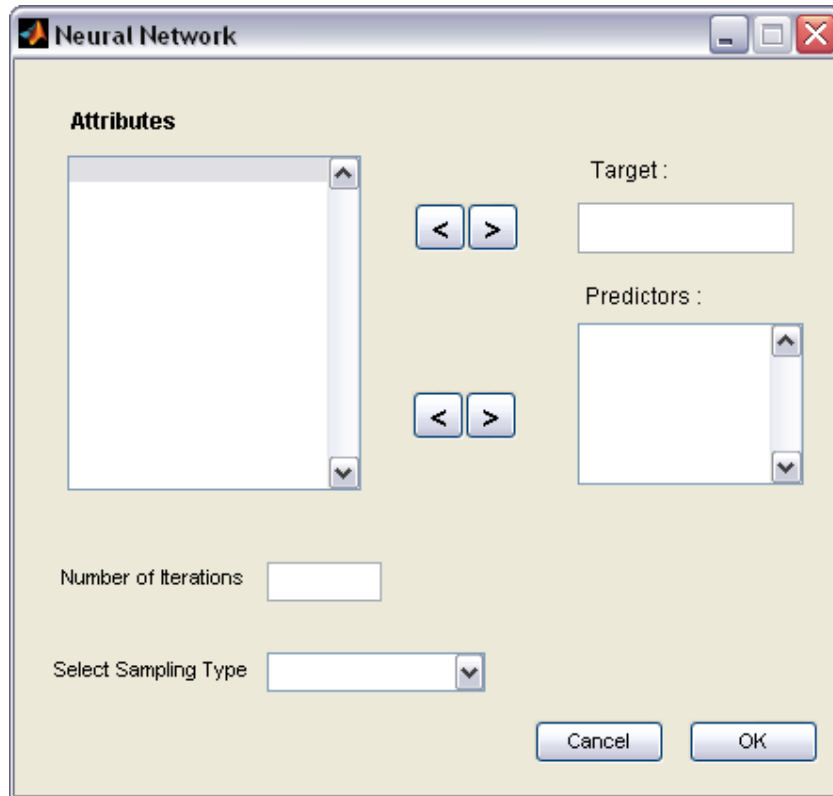 Neural Network
Attributes
Target :
< >
Predictors :
< >
Number of Iterations
Select Sampling Type
Cancel OK